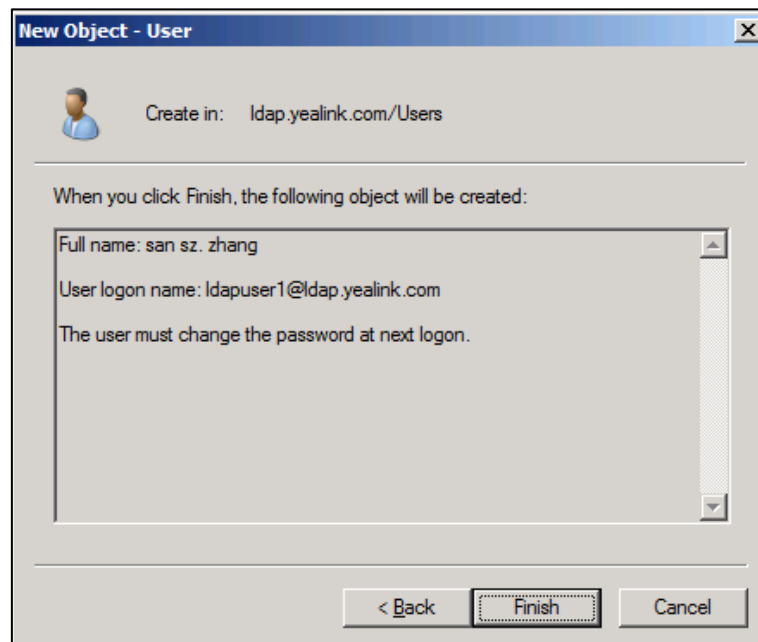 New Object - User
Create in: ldap.yealink.com/Users
When you click Finish, the following object will be created:
Full name: san sz. zhang
User logon name: ldapuser1@ldap.yealink.com
The user must change the password at next logon.
< Back Finish Cancel